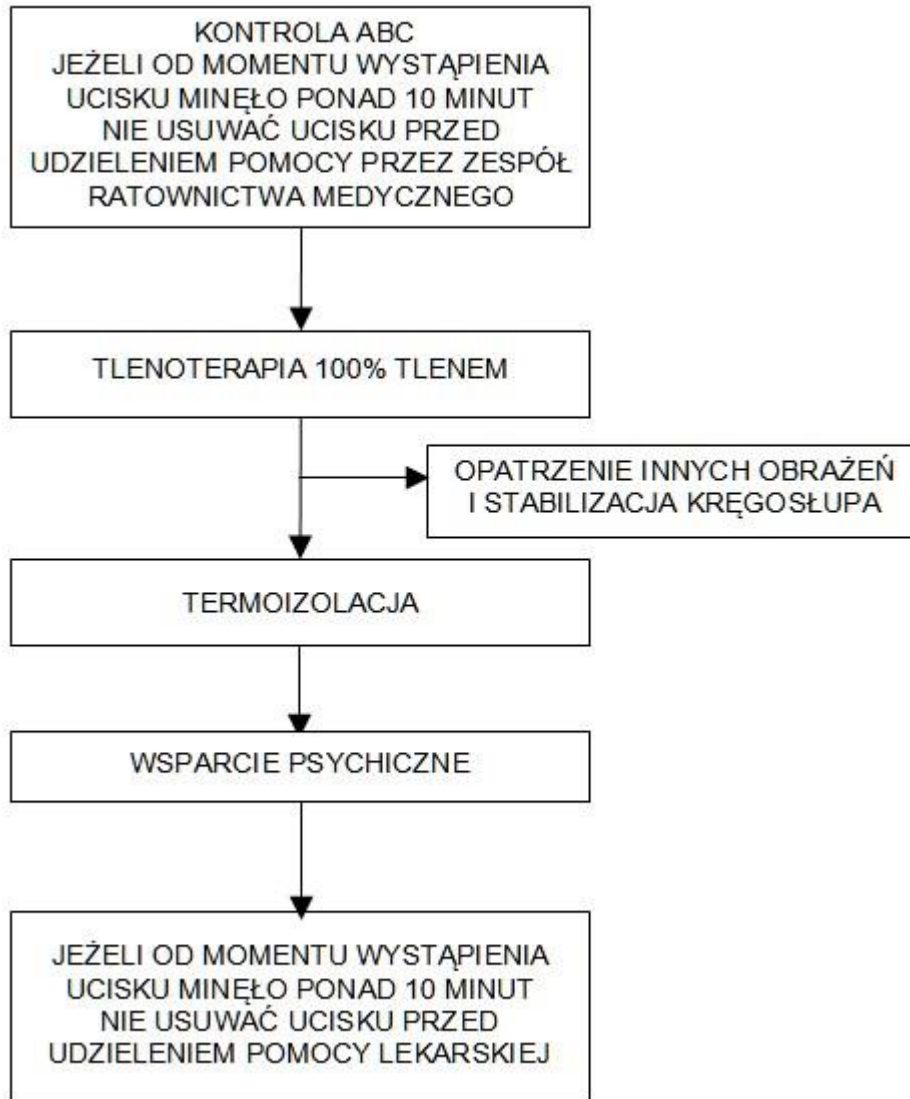 KONTROLA ABC
JEŻELI OD MOMENTU WYSTĄPIENIA
UCISKU MINĘŁO PONAD 10 MINUT
NIE USUWAĆ UCISKU PRZED
UDZIELENIEM POMOCY PRZEZ ZESPÓŁ
RATOWNICTWA MEDYCZNEGO
TLENOTERAPIA 100% TLENEM
OPATRZENIE INNYCH OBRAŻEŃ
I STABILIZACJA KRĘGOSŁUPA
TERMOIZOLACJA
WSPARCIE PSYCHICZNE
JEŻELI OD MOMENTU WYSTĄPIENIA
UCISKU MINĘŁO PONAD 10 MINUT
NIE USUWAĆ UCISKU PRZED
UDZIELENIEM POMOCY LEKARSKIEJ